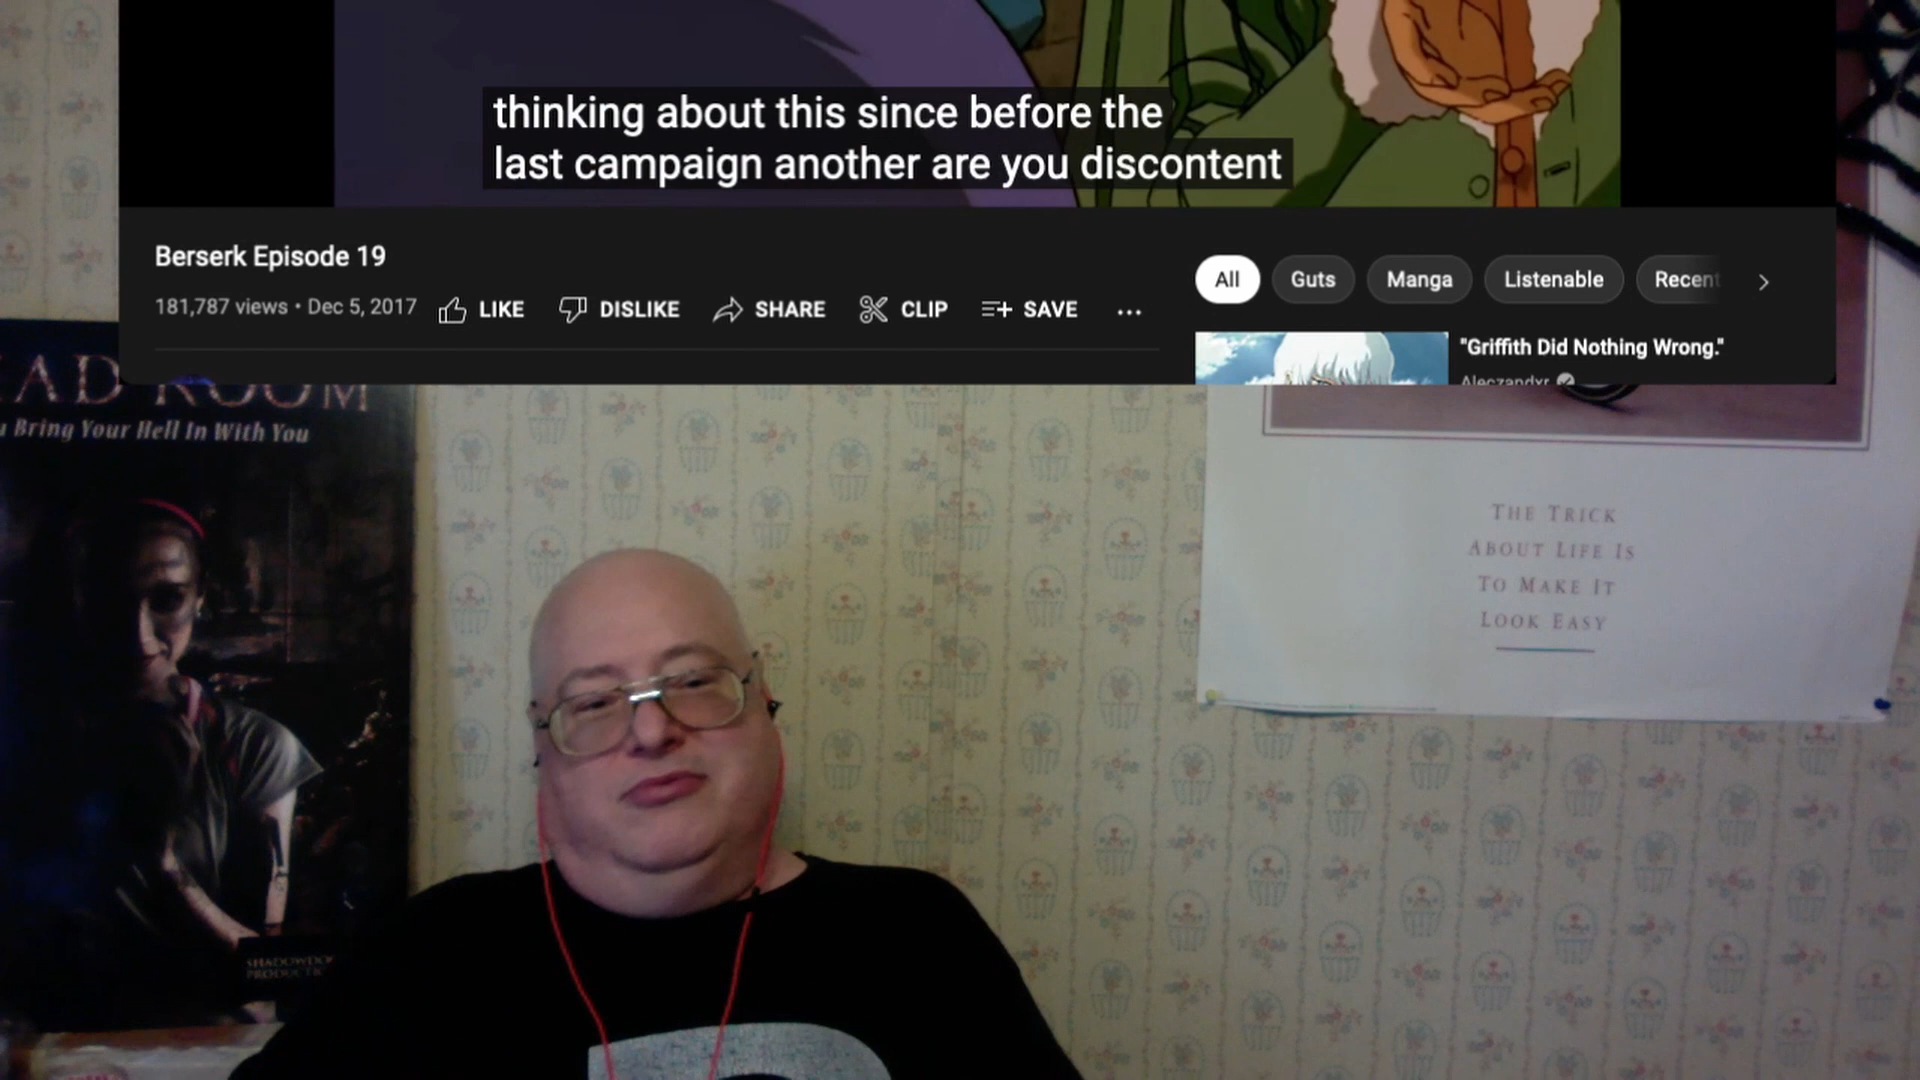 thinking about this since before the
last campaign another are you discontent
Berserk Episode 19
181,787 views • Dec 5, 2017
LIKE
DISLIKE
SHARE
CLIP
SAVE
All
Guts
Manga
Listenable
Recent
"Griffith Did Nothing Wrong."
Aleczandxr
ROOM
Bring Your Hell In With You
THE TRICK
ABOUT LIFE IS
TO MAKE IT
LOOK EASY